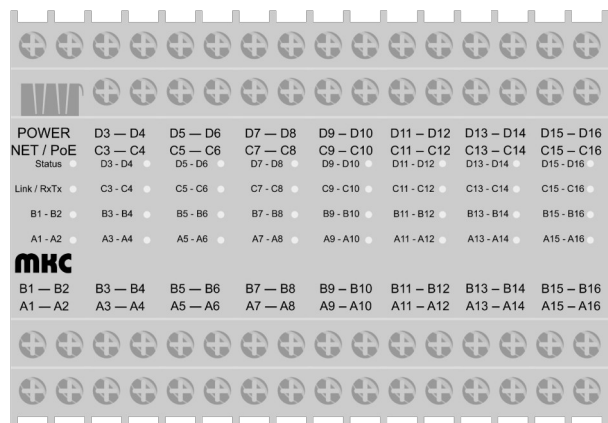 POWER D3 — D4 D5 — D6 D7 — D8 D9 – D10 D11 – D12 D13 – D14 D15 – D16
NET / PoE C3 — C4 C5 — C6 C7 — C8 C9 – C10 C11 – C12 C13 – C14 C15 – C16
Status D3 - D4 D5 - D6 D7 - D8 D9 - D10 D11 - D12 D13 - D14 D15 - D16
Link / RxTx C3 - C4 C5 - C6 C7 - C8 C9 - C10 C11 - C12 C13 - C14 C15 - C16
B1 - B2 B3 - B4 B5 - B6 B7 - B8 B9 - B10 B11 - B12 B13 - B14 B15 - B16
A1 - A2 A3 - A4 A5 - A6 A7 - A8 A9 - A10 A11 - A12 A13 - A14 A15 - A16
MKC
B1 — B2 B3 — B4 B5 — B6 B7 — B8 B9 – B10 B11 – B12 B13 – B14 B15 – B16
A1 — A2 A3 — A4 A5 — A6 A7 — A8 A9 – A10 A11 – A12 A13 – A14 A15 – A16